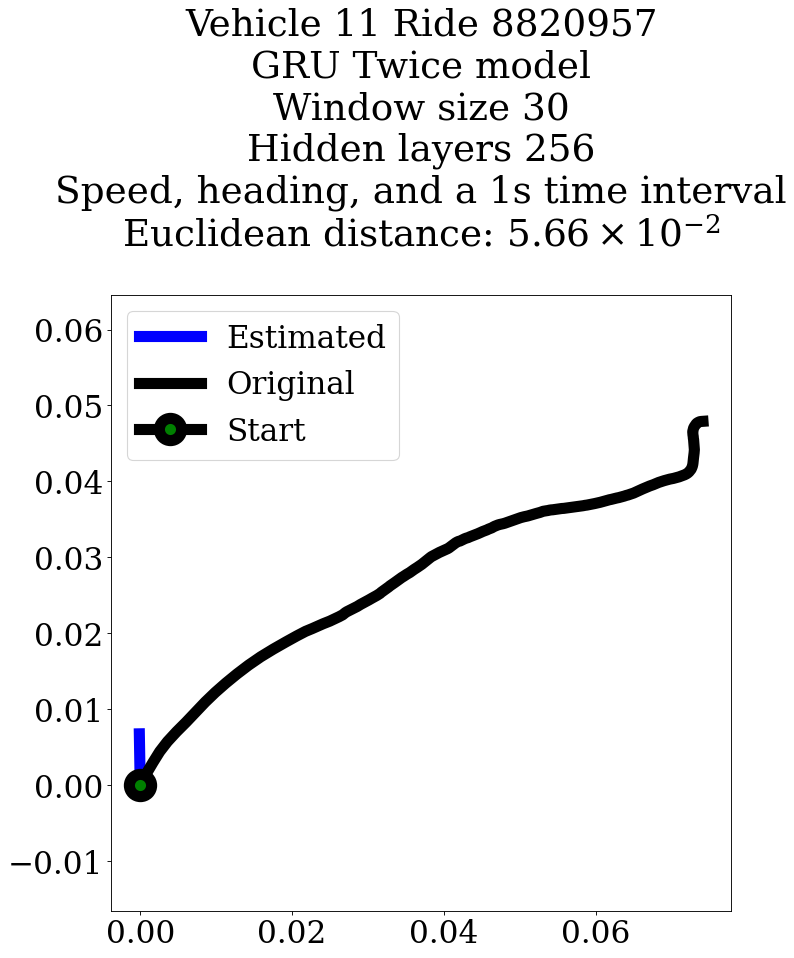 Vehicle 11 Ride 8820957
GRU Twice model
Window size 30
Hidden layers 256
Speed, heading, and a 1s time interval
Euclidean distance: 5.66 × 10⁻²
Estimated
Original
Start
0.06
0.05
0.04
0.03
0.02
0.01
0.00
−0.01
0.00 0.02 0.04 0.06